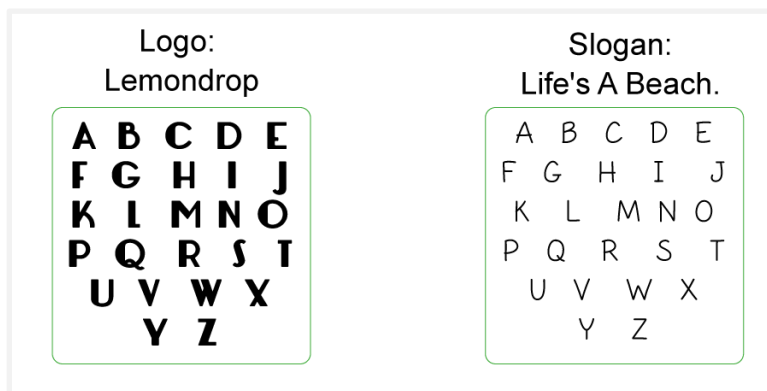 Logo:
Lemondrop
A B C D E
F G H I J
K L M N O
P Q R S T
U V W X
Y Z
Slogan:
Life's A Beach.
A B C D E
F G H I J
K L M N O
P Q R S T
U V W X
Y Z